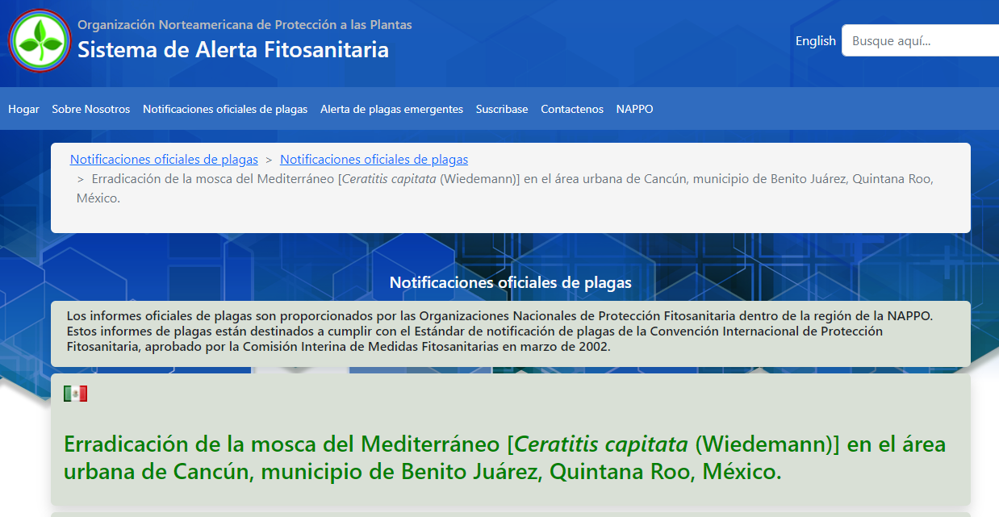 Organización Norteamericana de Protección a las Plantas
Sistema de Alerta Fitosanitaria
English
Busque aquí...
Hogar Sobre Nosotros Notificaciones oficiales de plagas Alerta de plagas emergentes Suscribase Contactenos NAPPO
Notificaciones oficiales de plagas > Notificaciones oficiales de plagas
> Erradicación de la mosca del Mediterráneo [Ceratitis capitata (Wiedemann)] en el área urbana de Cancún, municipio de Benito Juárez, Quintana Roo,
México.
Notificaciones oficiales de plagas
Los informes oficiales de plagas son proporcionados por las Organizaciones Nacionales de Protección Fitosanitaria dentro de la región de la NAPPO.
Estos informes de plagas están destinados a cumplir con el Estándar de notificación de plagas de la Convención Internacional de Protección
Fitosanitaria, aprobado por la Comisión Interina de Medidas Fitosanitarias en marzo de 2002.
Erradicación de la mosca del Mediterráneo [Ceratitis capitata (Wiedemann)] en el área
urbana de Cancún, municipio de Benito Juárez, Quintana Roo, México.